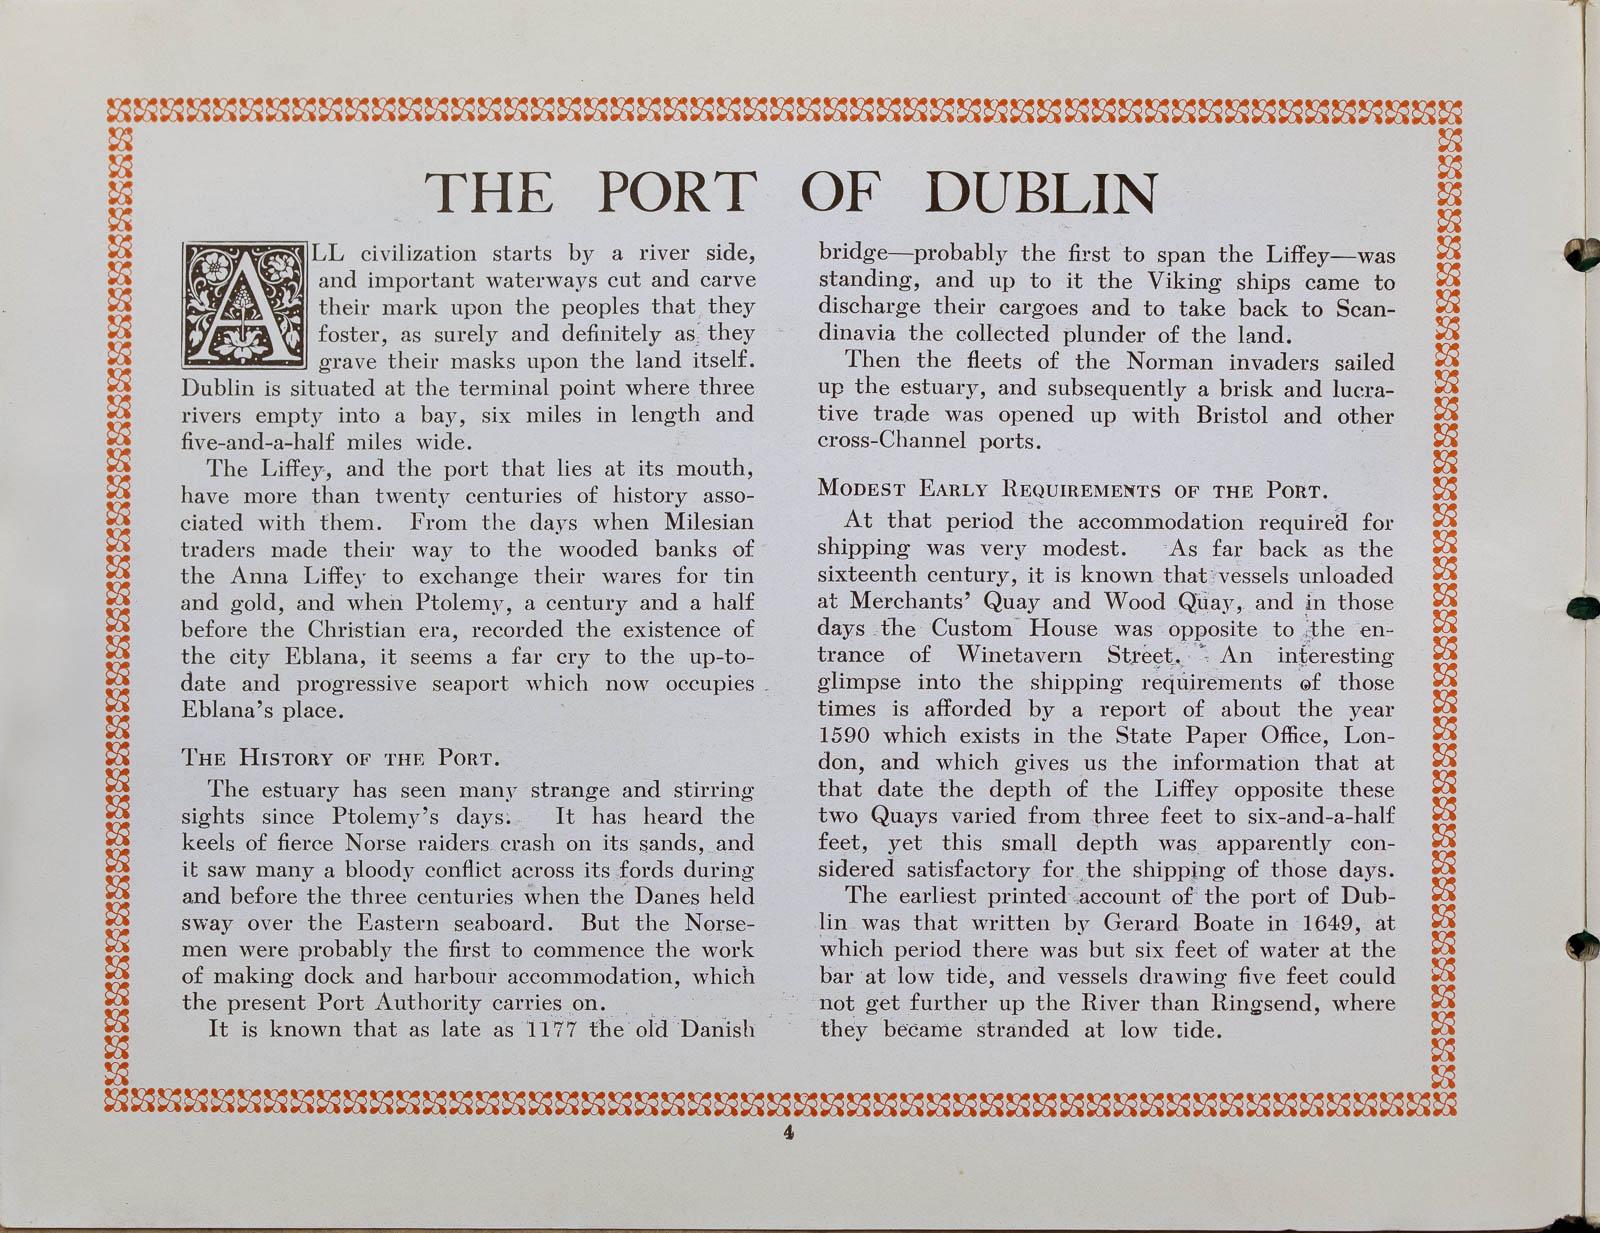 THE PORT OF DUBLIN
ALL civilization starts by a river side,
and important waterways cut and carve
their mark upon the peoples that they
foster, as surely and definitely as they
grave their masks upon the land itself.
Dublin is situated at the terminal point where three
rivers empty into a bay, six miles in length and
five-and-a-half miles wide.
The Liffey, and the port that lies at its mouth,
have more than twenty centuries of history asso-
ciated with them. From the days when Milesian
traders made their way to the wooded banks of
the Anna Liffey to exchange their wares for tin
and gold, and when Ptolemy, a century and a half
before the Christian era, recorded the existence of
the city Eblana, it seems a far cry to the up-to-
date and progressive seaport which now occupies
Eblana's place.
THE HISTORY OF THE PORT.
The estuary has seen many strange and stirring
sights since Ptolemy's days. It has heard the
keels of fierce Norse raiders crash on its sands, and
it saw many a bloody conflict across its fords during
and before the three centuries when the Danes held
sway over the Eastern seaboard. But the Norse-
men were probably the first to commence the work
of making dock and harbour accommodation, which
the present Port Authority carries on.
It is known that as late as 1177 the old Danish
bridge—probably the first to span the Liffey—was
standing, and up to it the Viking ships came to
discharge their cargoes and to take back to Scan-
dinavia the collected plunder of the land.
Then the fleets of the Norman invaders sailed
up the estuary, and subsequently a brisk and lucra-
tive trade was opened up with Bristol and other
cross-Channel ports.
MODEST EARLY REQUIREMENTS OF THE PORT.
At that period the accommodation required for
shipping was very modest. As far back as the
sixteenth century, it is known that vessels unloaded
at Merchants' Quay and Wood Quay, and in those
days the Custom House was opposite to the en-
trance of Winetavern Street. An interesting
glimpse into the shipping requirements of those
times is afforded by a report of about the year
1590 which exists in the State Paper Office, Lon-
don, and which gives us the information that at
that date the depth of the Liffey opposite these
two Quays varied from three feet to six-and-a-half
feet, yet this small depth was apparently con-
sidered satisfactory for the shipping of those days.
The earliest printed account of the port of Dub-
lin was that written by Gerard Boate in 1649, at
which period there was but six feet of water at the
bar at low tide, and vessels drawing five feet could
not get further up the River than Ringsend, where
they became stranded at low tide.
4